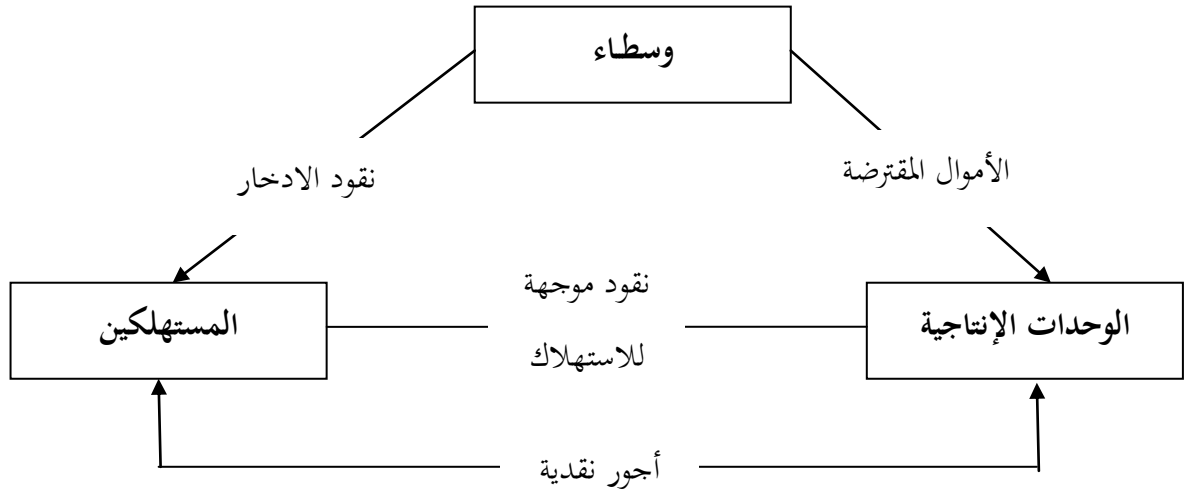 وسطاء
الأموال المقترضة
نقود الادخار
نقود موجهة
للاستهلاك
الوحدات الإنتاجية
المستهلكين
أجور نقدية